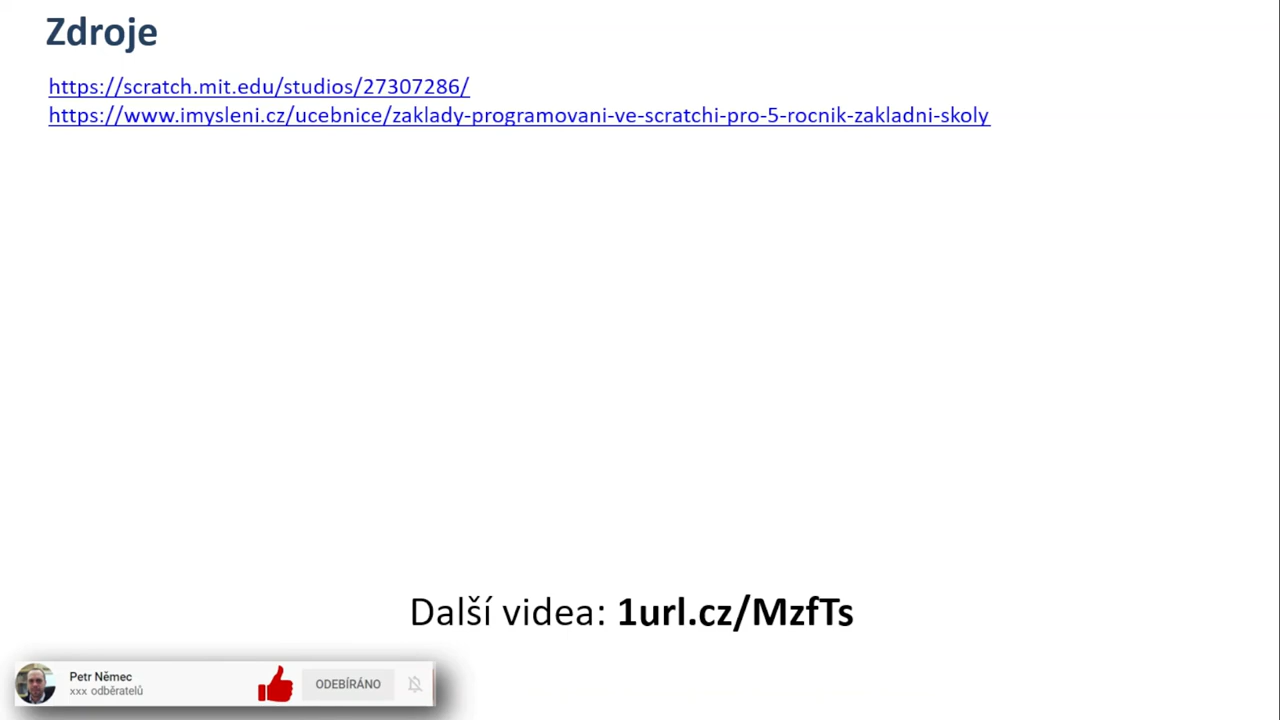 Zdroje
https://scratch.mit.edu/studios/27307286/
https://www.imysleni.cz/ucebnice/zaklady-programovani-ve-scratchi-pro-5-rocnik-zakladni-skoly
Další videa: 1url.cz/MzfTs
Petr Němec
xxx odběratelů
ODEBÍRÁNO